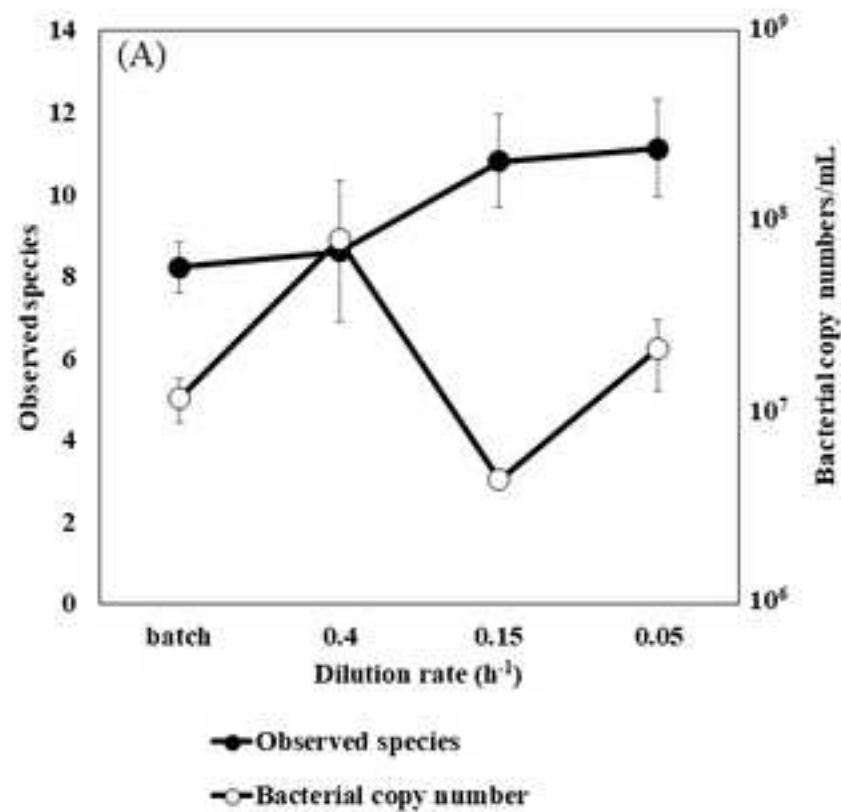 (A)
14
12
10
8
6
4
2
0
Observed species
10⁹
10⁸
10⁷
10⁶
Bacterial copy numbers/mL
batch 0.4 0.15 0.05
Dilution rate (h⁻¹)
Observed species
Bacterial copy number